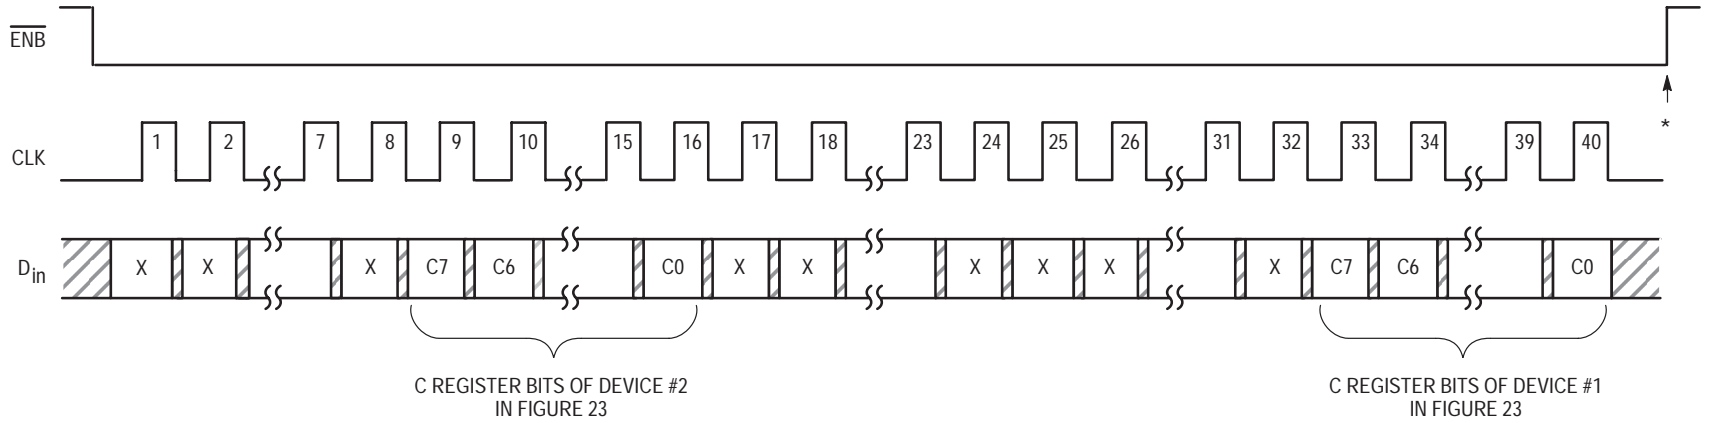 ENB
CLK 1 2 7 8 9 10 15 16 17 18 23 24 25 26 31 32 33 34 39 40 *
Din X X X C7 C6 C0 X X X X X X C7 C6 C0
C REGISTER BITS OF DEVICE #2
IN FIGURE 23
C REGISTER BITS OF DEVICE #1
IN FIGURE 23